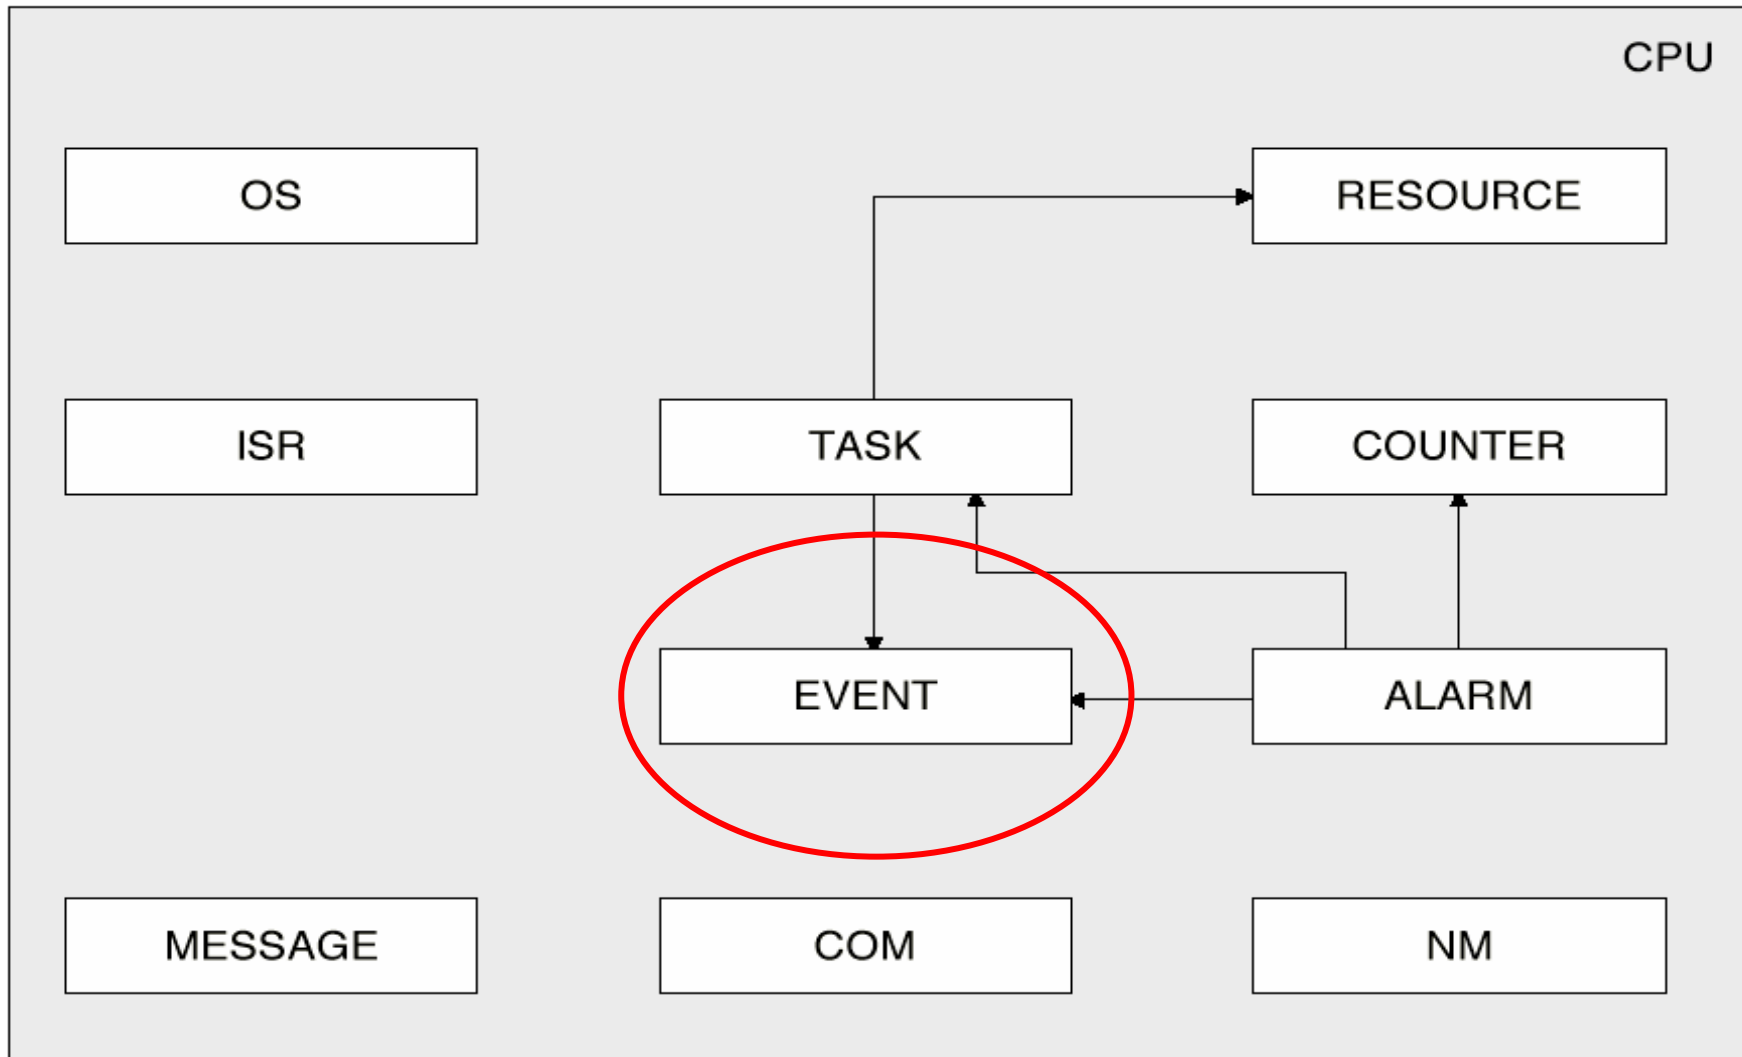 CPU
OS
RESOURCE
ISR
TASK
COUNTER
EVENT
ALARM
MESSAGE
COM
NM